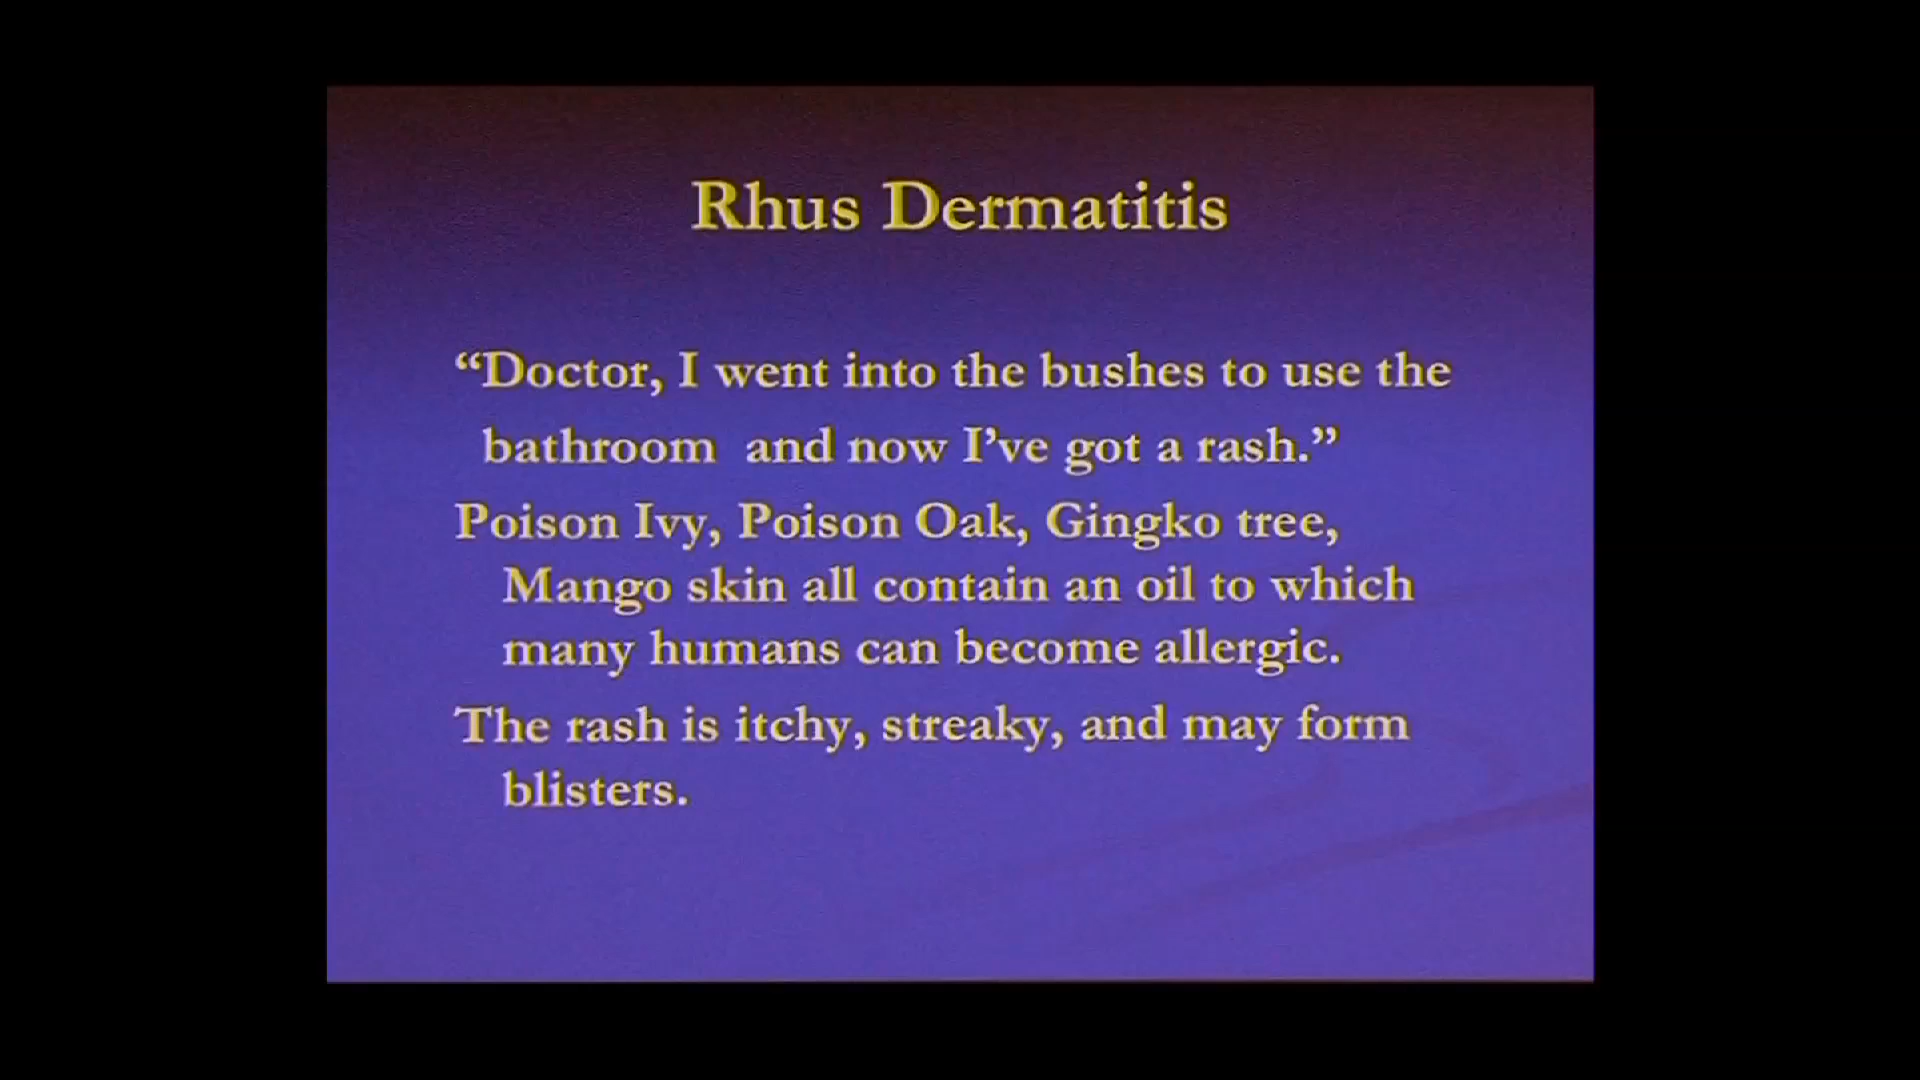 Rhus Dermatitis
“Doctor, I went into the bushes to use the
bathroom and now I’ve got a rash.”
Poison Ivy, Poison Oak, Gingko tree,
Mango skin all contain an oil to which
many humans can become allergic.
The rash is itchy, streaky, and may form
blisters.